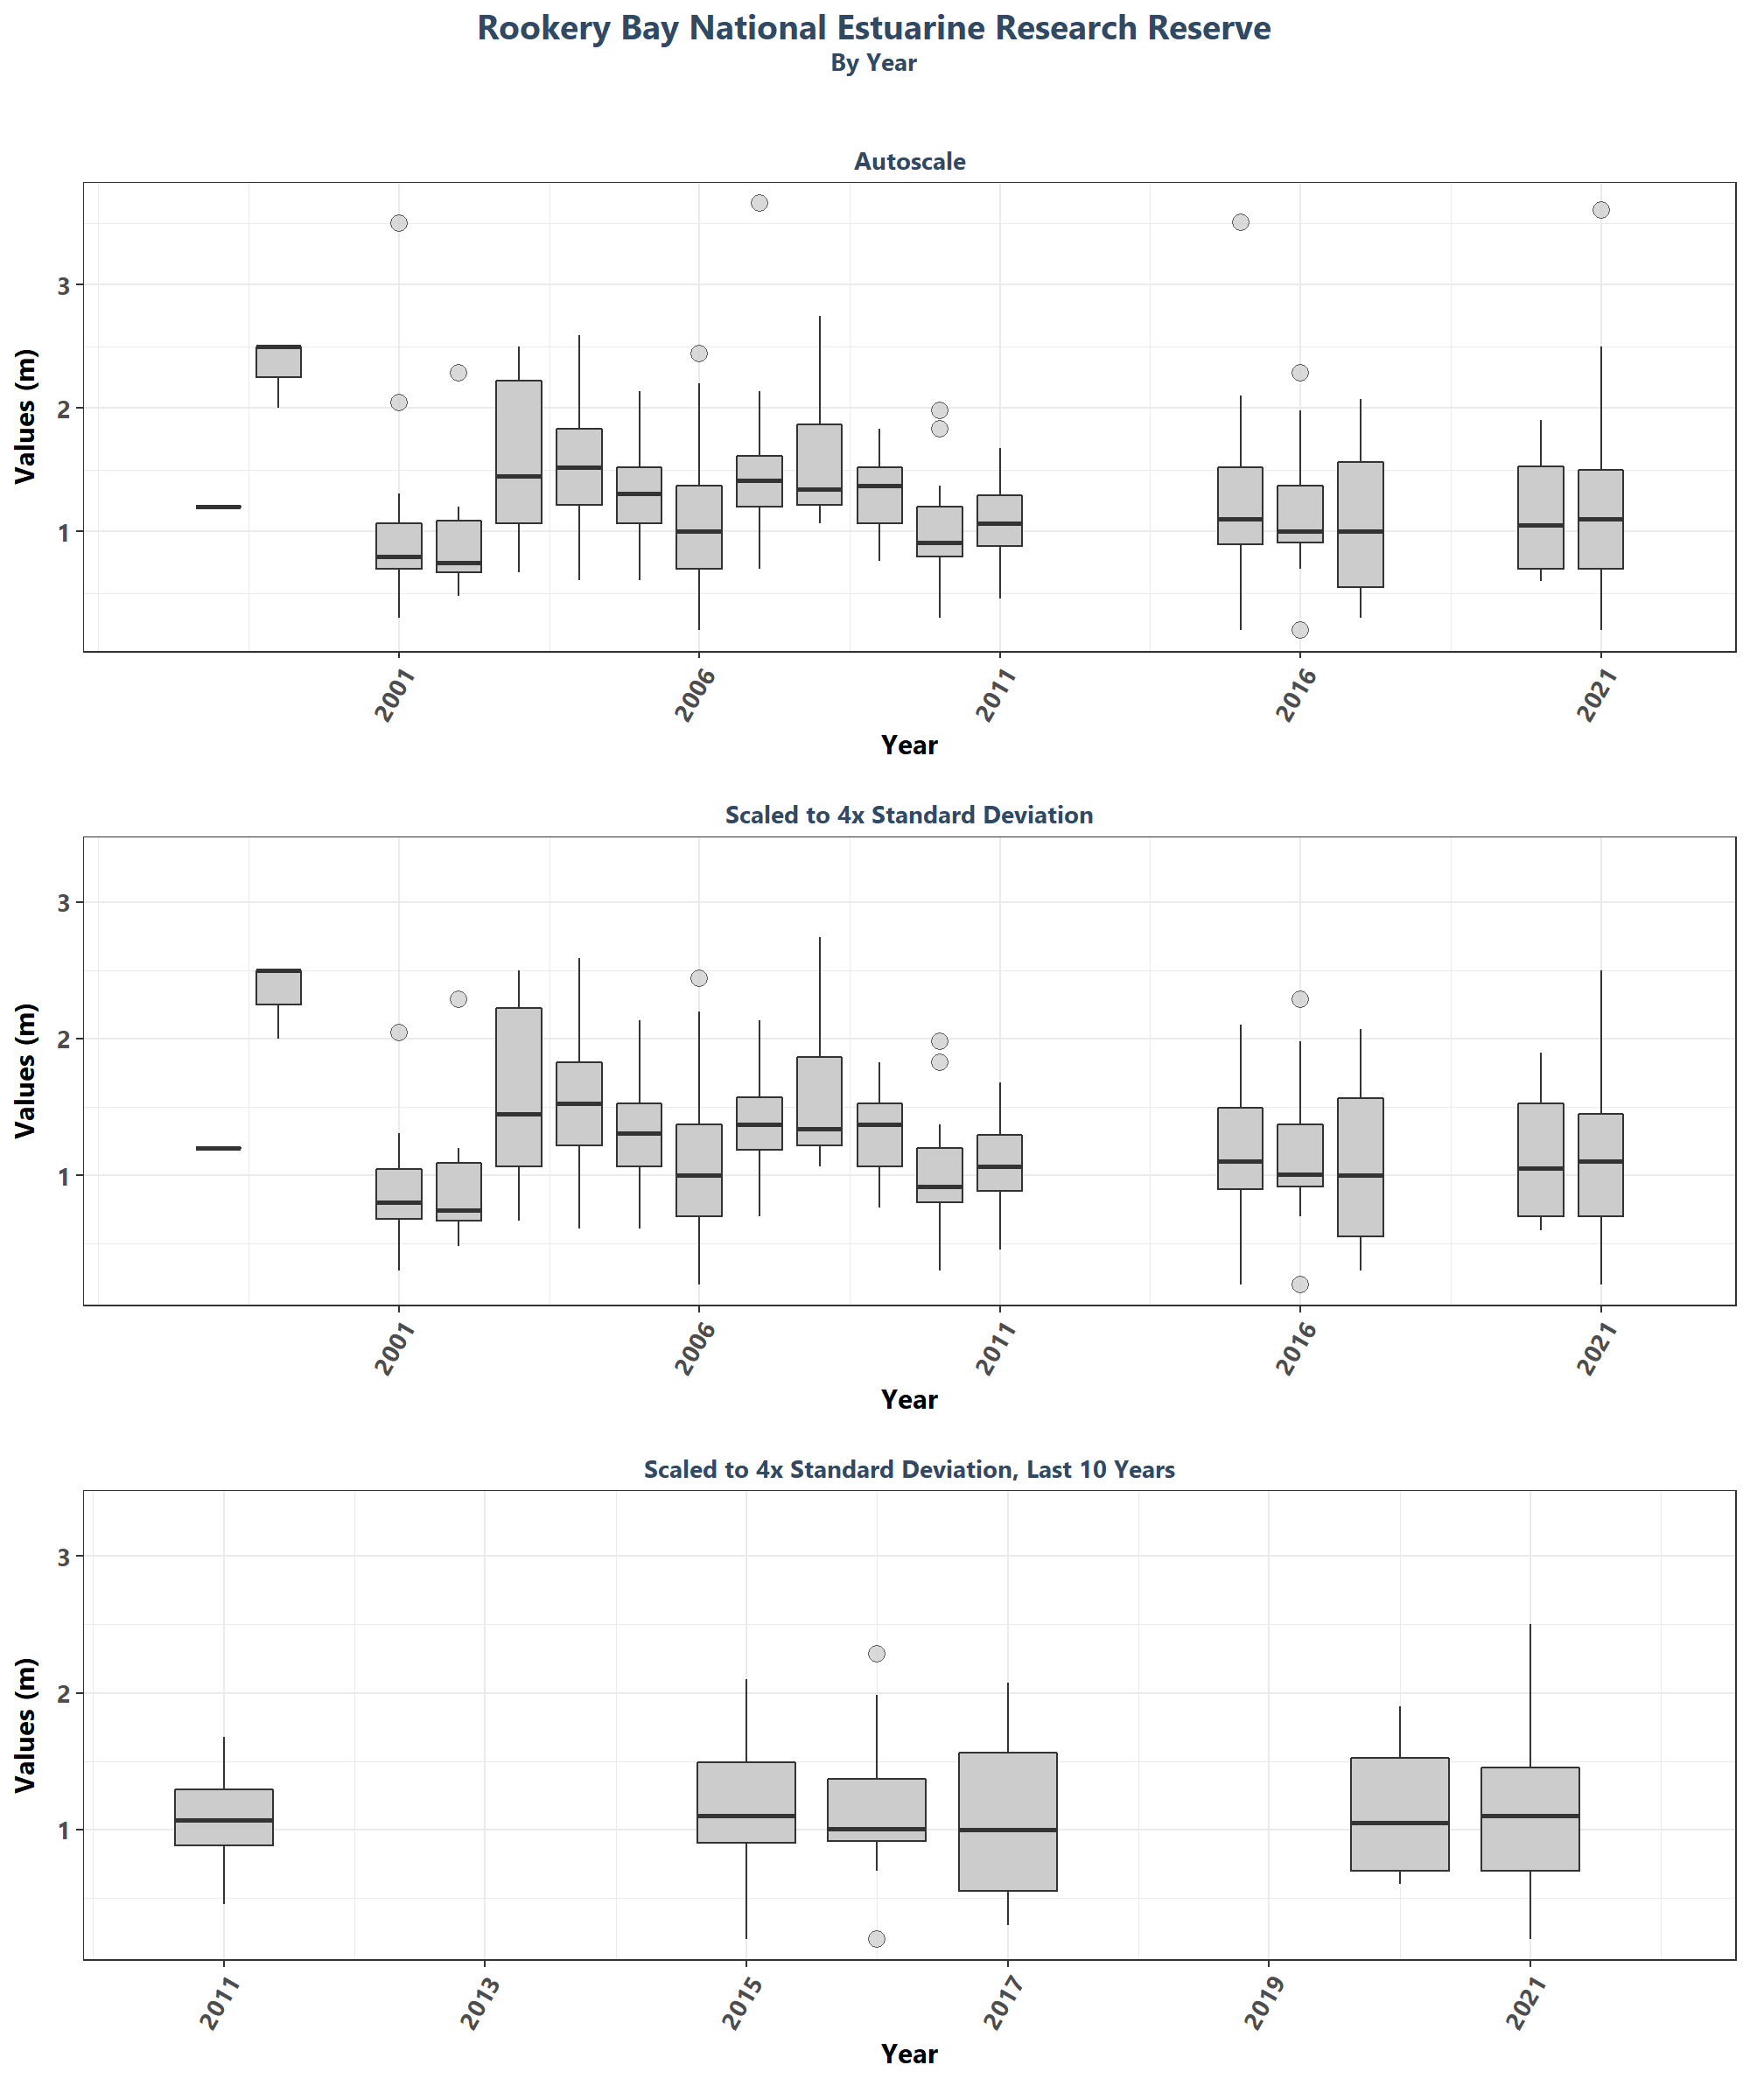 Rookery Bay National Estuarine Research Reserve
By Year
Autoscale
Values (m)
3
2
1
2001 2006 2011 2016 2021
Year
Scaled to 4x Standard Deviation
Values (m)
3
2
1
2001 2006 2011 2016 2021
Year
Scaled to 4x Standard Deviation, Last 10 Years
Values (m)
3
2
1
2011 2013 2015 2017 2019 2021
Year